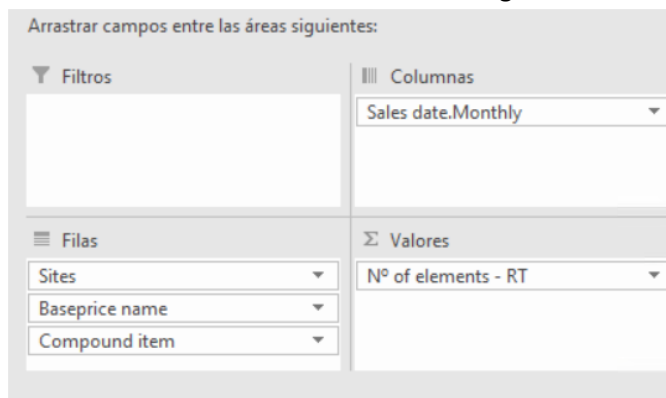 Arrastrar campos entre las áreas siguientes:
Filtros
Columnas
Sales date.Monthly
Filas
Σ Valores
Sites
Nº of elements - RT
Baseprice name
Compound item